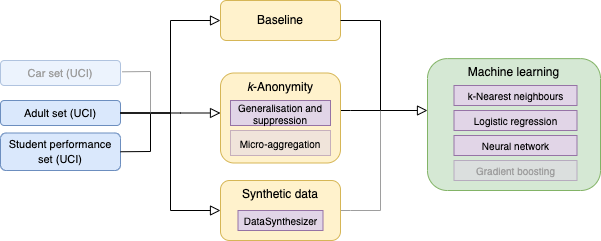 Car set (UCI)
Adult set (UCI)
Student performance
set (UCI)
Baseline
k-Anonymity
Generalisation and
suppression
Micro-aggregation
Synthetic data
DataSynthesizer
Machine learning
k-Nearest neighbours
Logistic regression
Neural network
Gradient boosting